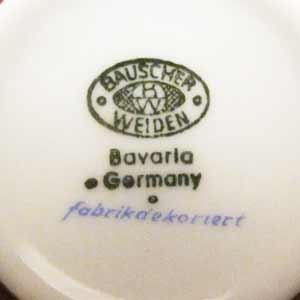 BAUSCHER
BW
WEIDEN
Bavaria
Germany
fabrikdekoriert